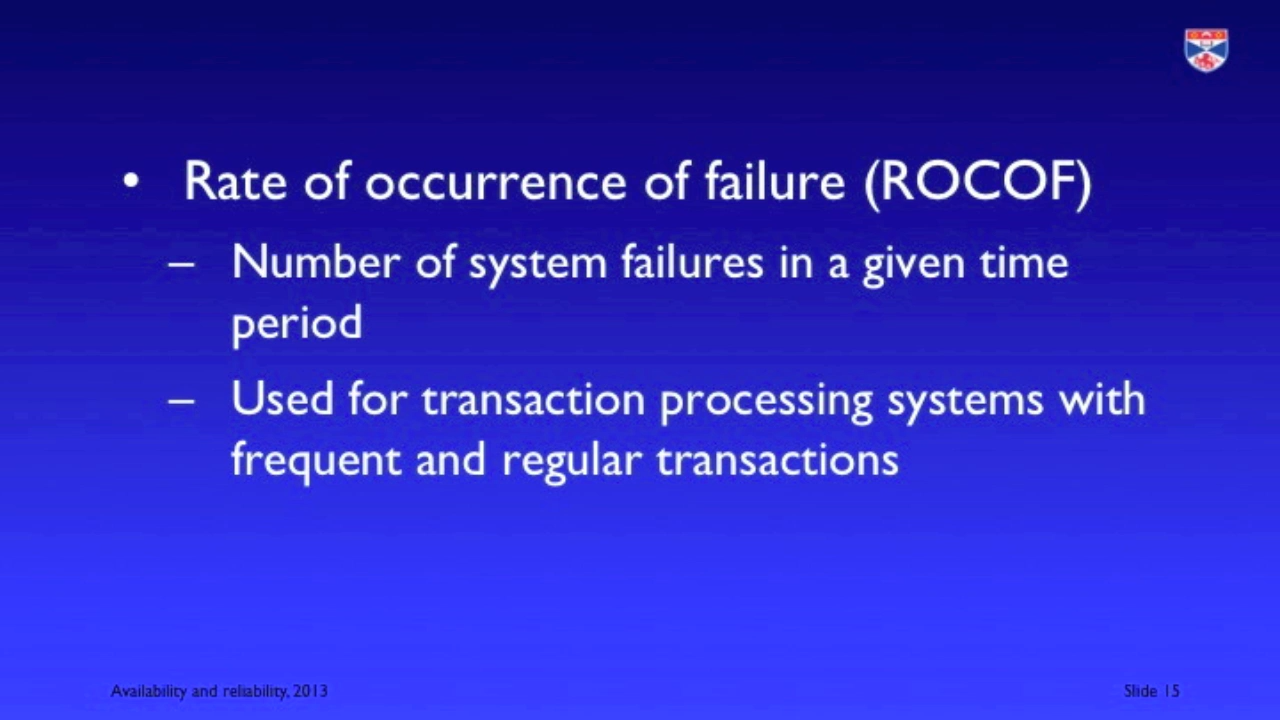 • Rate of occurrence of failure (ROCOF)
– Number of system failures in a given time
period
– Used for transaction processing systems with
frequent and regular transactions
Availability and reliability, 2013
Slide 15